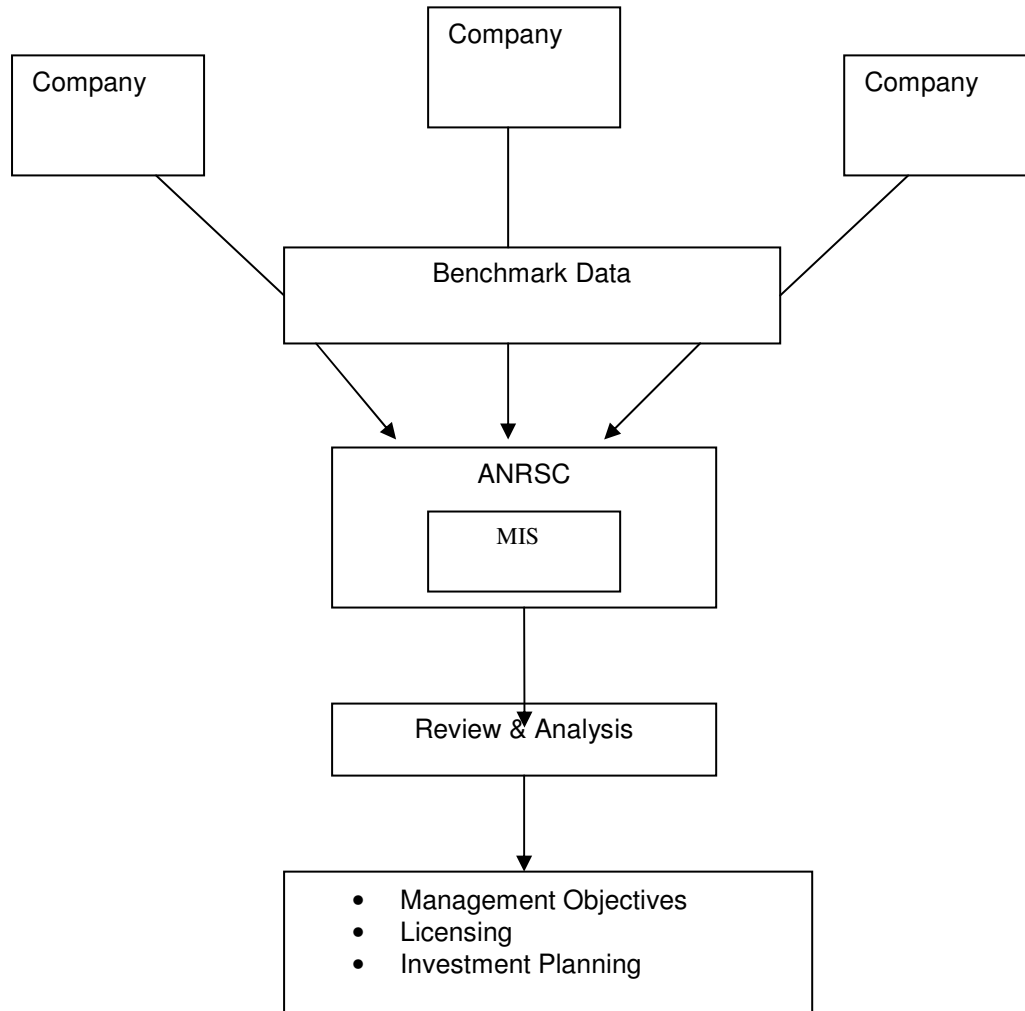 Company
Company
Company
Benchmark Data
ANRSC
MIS
Review & Analysis
• Management Objectives
• Licensing
• Investment Planning